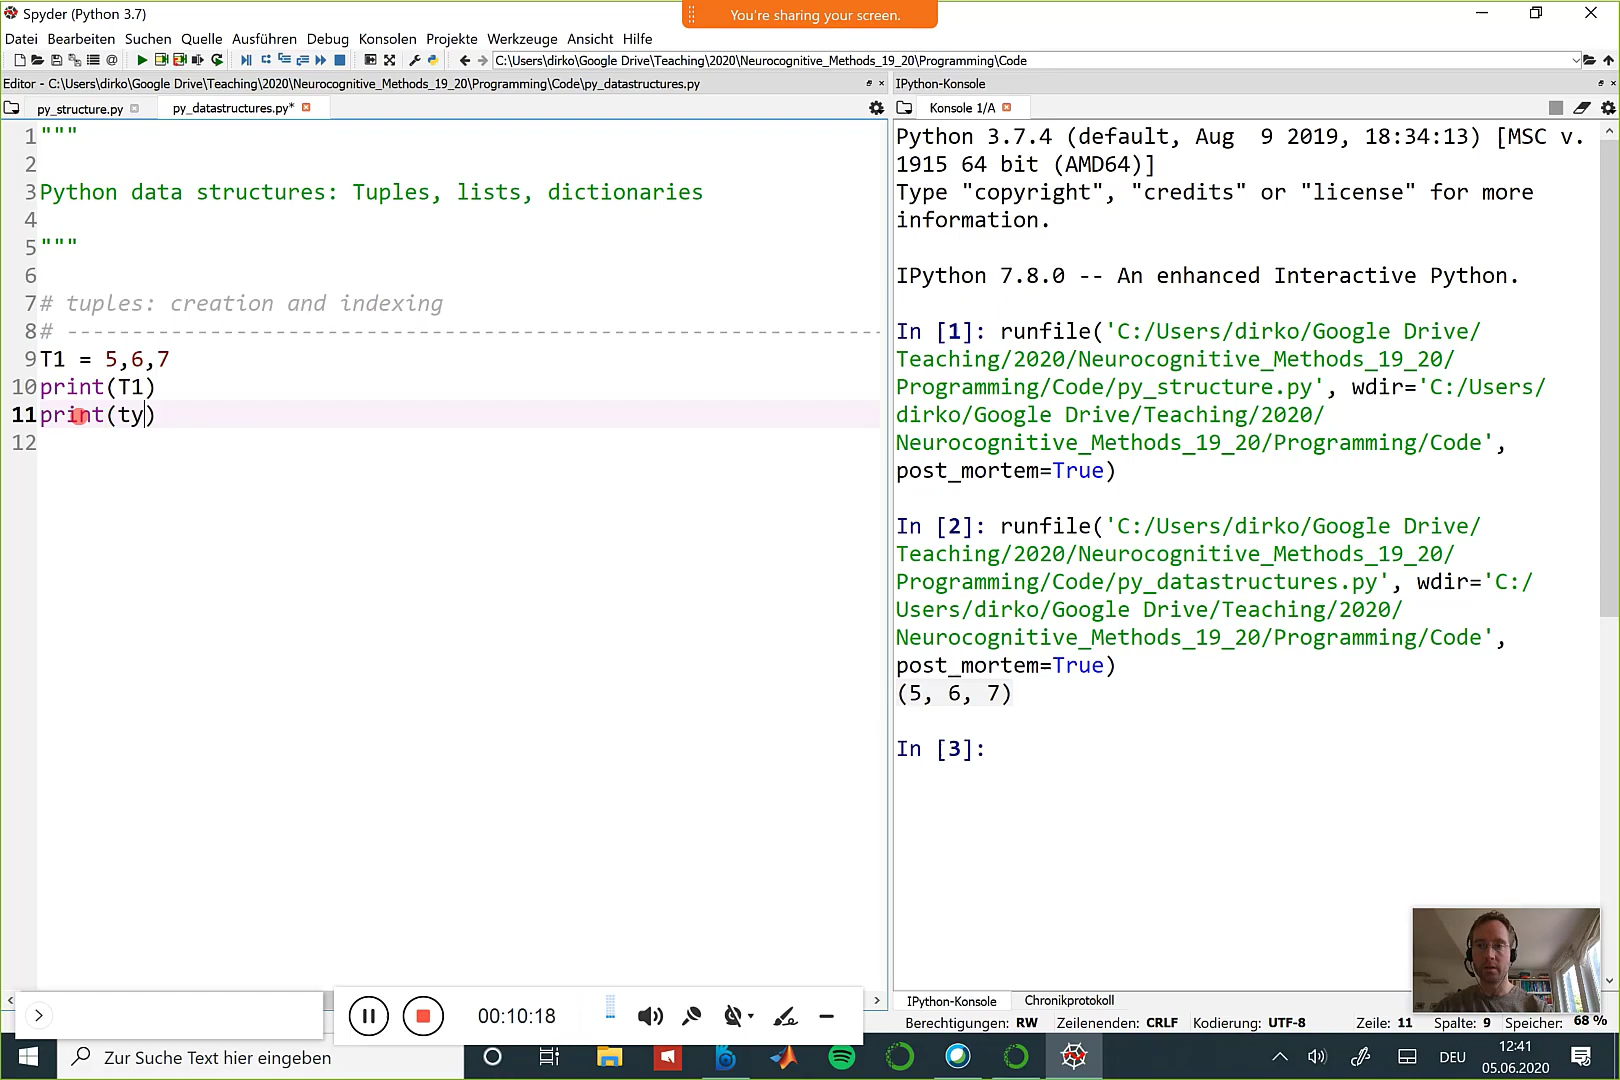 Spyder (Python 3.7)
You're sharing your screen.
Datei Bearbeiten Suchen Quelle Ausführen Debug Konsolen Projekte Werkzeuge Ansicht Hilfe
C:\Users\dirko\Google Drive\Teaching\2020\Neurocognitive_Methods_19_20\Programming\Code
Editor - C:\Users\dirko\Google Drive\Teaching\2020\Neurocognitive_Methods_19_20\Programming\Code\py_datastructures.py
py_structure.py py_datastructures.py*
1 """
2
3 Python data structures: Tuples, lists, dictionaries
4
5 """
6
7 # tuples: creation and indexing
8 # ---------------------------------------------------------------
9 T1 = 5,6,7
10 print(T1)
11 print(ty)
12
IPython-Konsole
Konsole 1/A
Python 3.7.4 (default, Aug  9 2019, 18:34:13) [MSC v.
1915 64 bit (AMD64)]
Type "copyright", "credits" or "license" for more
information.
IPython 7.8.0 -- An enhanced Interactive Python.
In [1]: runfile('C:/Users/dirko/Google Drive/
Teaching/2020/Neurocognitive_Methods_19_20/
Programming/Code/py_structure.py', wdir='C:/Users/
dirko/Google Drive/Teaching/2020/
Neurocognitive_Methods_19_20/Programming/Code',
post_mortem=True)
In [2]: runfile('C:/Users/dirko/Google Drive/
Teaching/2020/Neurocognitive_Methods_19_20/
Programming/Code/py_datastructures.py', wdir='C:/
Users/dirko/Google Drive/Teaching/2020/
Neurocognitive_Methods_19_20/Programming/Code',
post_mortem=True)
(5, 6, 7)
In [3]:
IPython-Konsole Chronikprotokoll
00:10:18
Berechtigungen: RW Zeilenenden: CRLF Kodierung: UTF-8 Zeile: 11 Spalte: 9 Speicher: 68 %
Zur Suche Text hier eingeben
DEU
12:41
05.06.2020